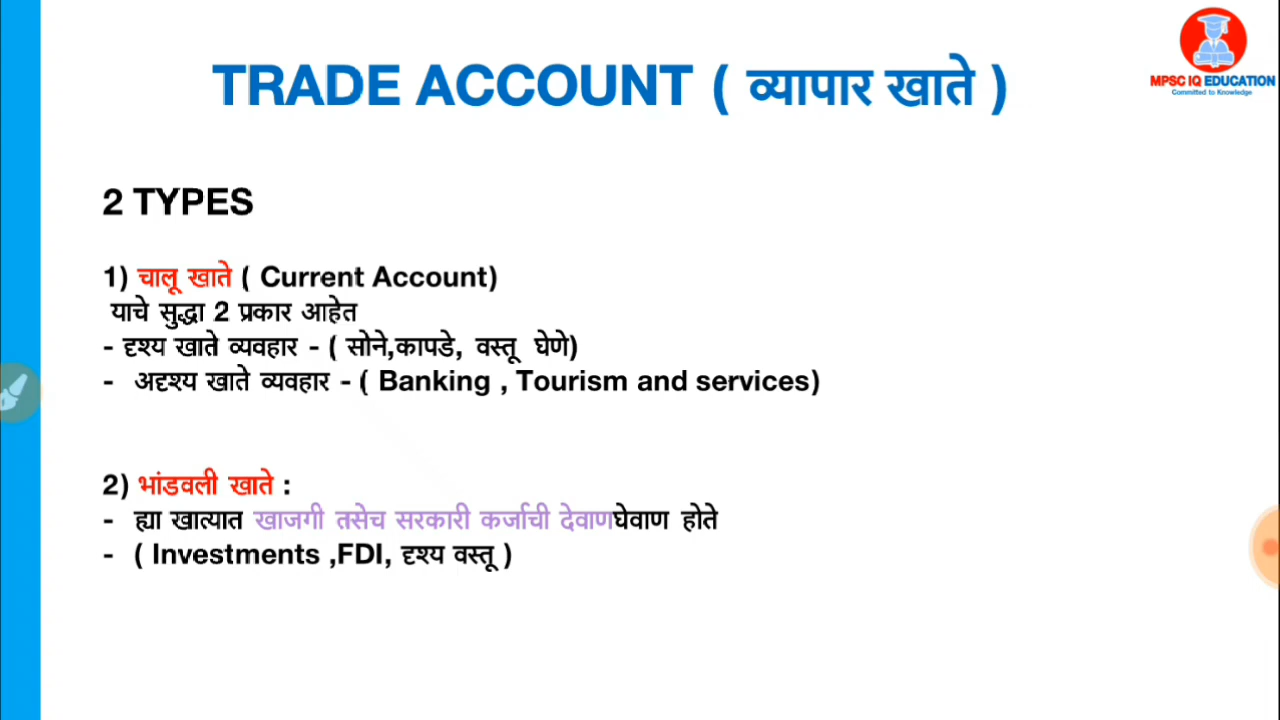 MPSC IQ EDUCATION
Committed to Knowledge
TRADE ACCOUNT ( व्यापार खाते )
2 TYPES
1) चालू खाते ( Current Account)
याचे सुद्धा 2 प्रकार आहेत
- दृश्य खाते व्यवहार - ( सोने,कापडे, वस्तू घेणे)
- अदृश्य खाते व्यवहार - ( Banking , Tourism and services)
2) भांडवली खाते :
- ह्या खात्यात खाजगी तसेच सरकारी कर्जाची देवाणघेवाण होते
- ( Investments ,FDI, दृश्य वस्तू )